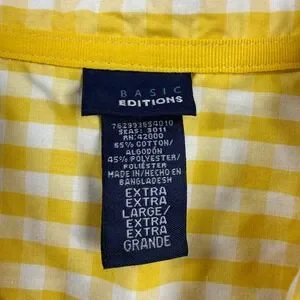 BASIC
EDITIONS
762993654010
SEAS: 3011
RN:42000
55% COTTON/
ALGODÓN
45% POLYESTER/
POLIÉSTER
MADE IN/HECHO EN
BANGLADESH
EXTRA
EXTRA
LARGE/
EXTRA
EXTRA
GRANDE